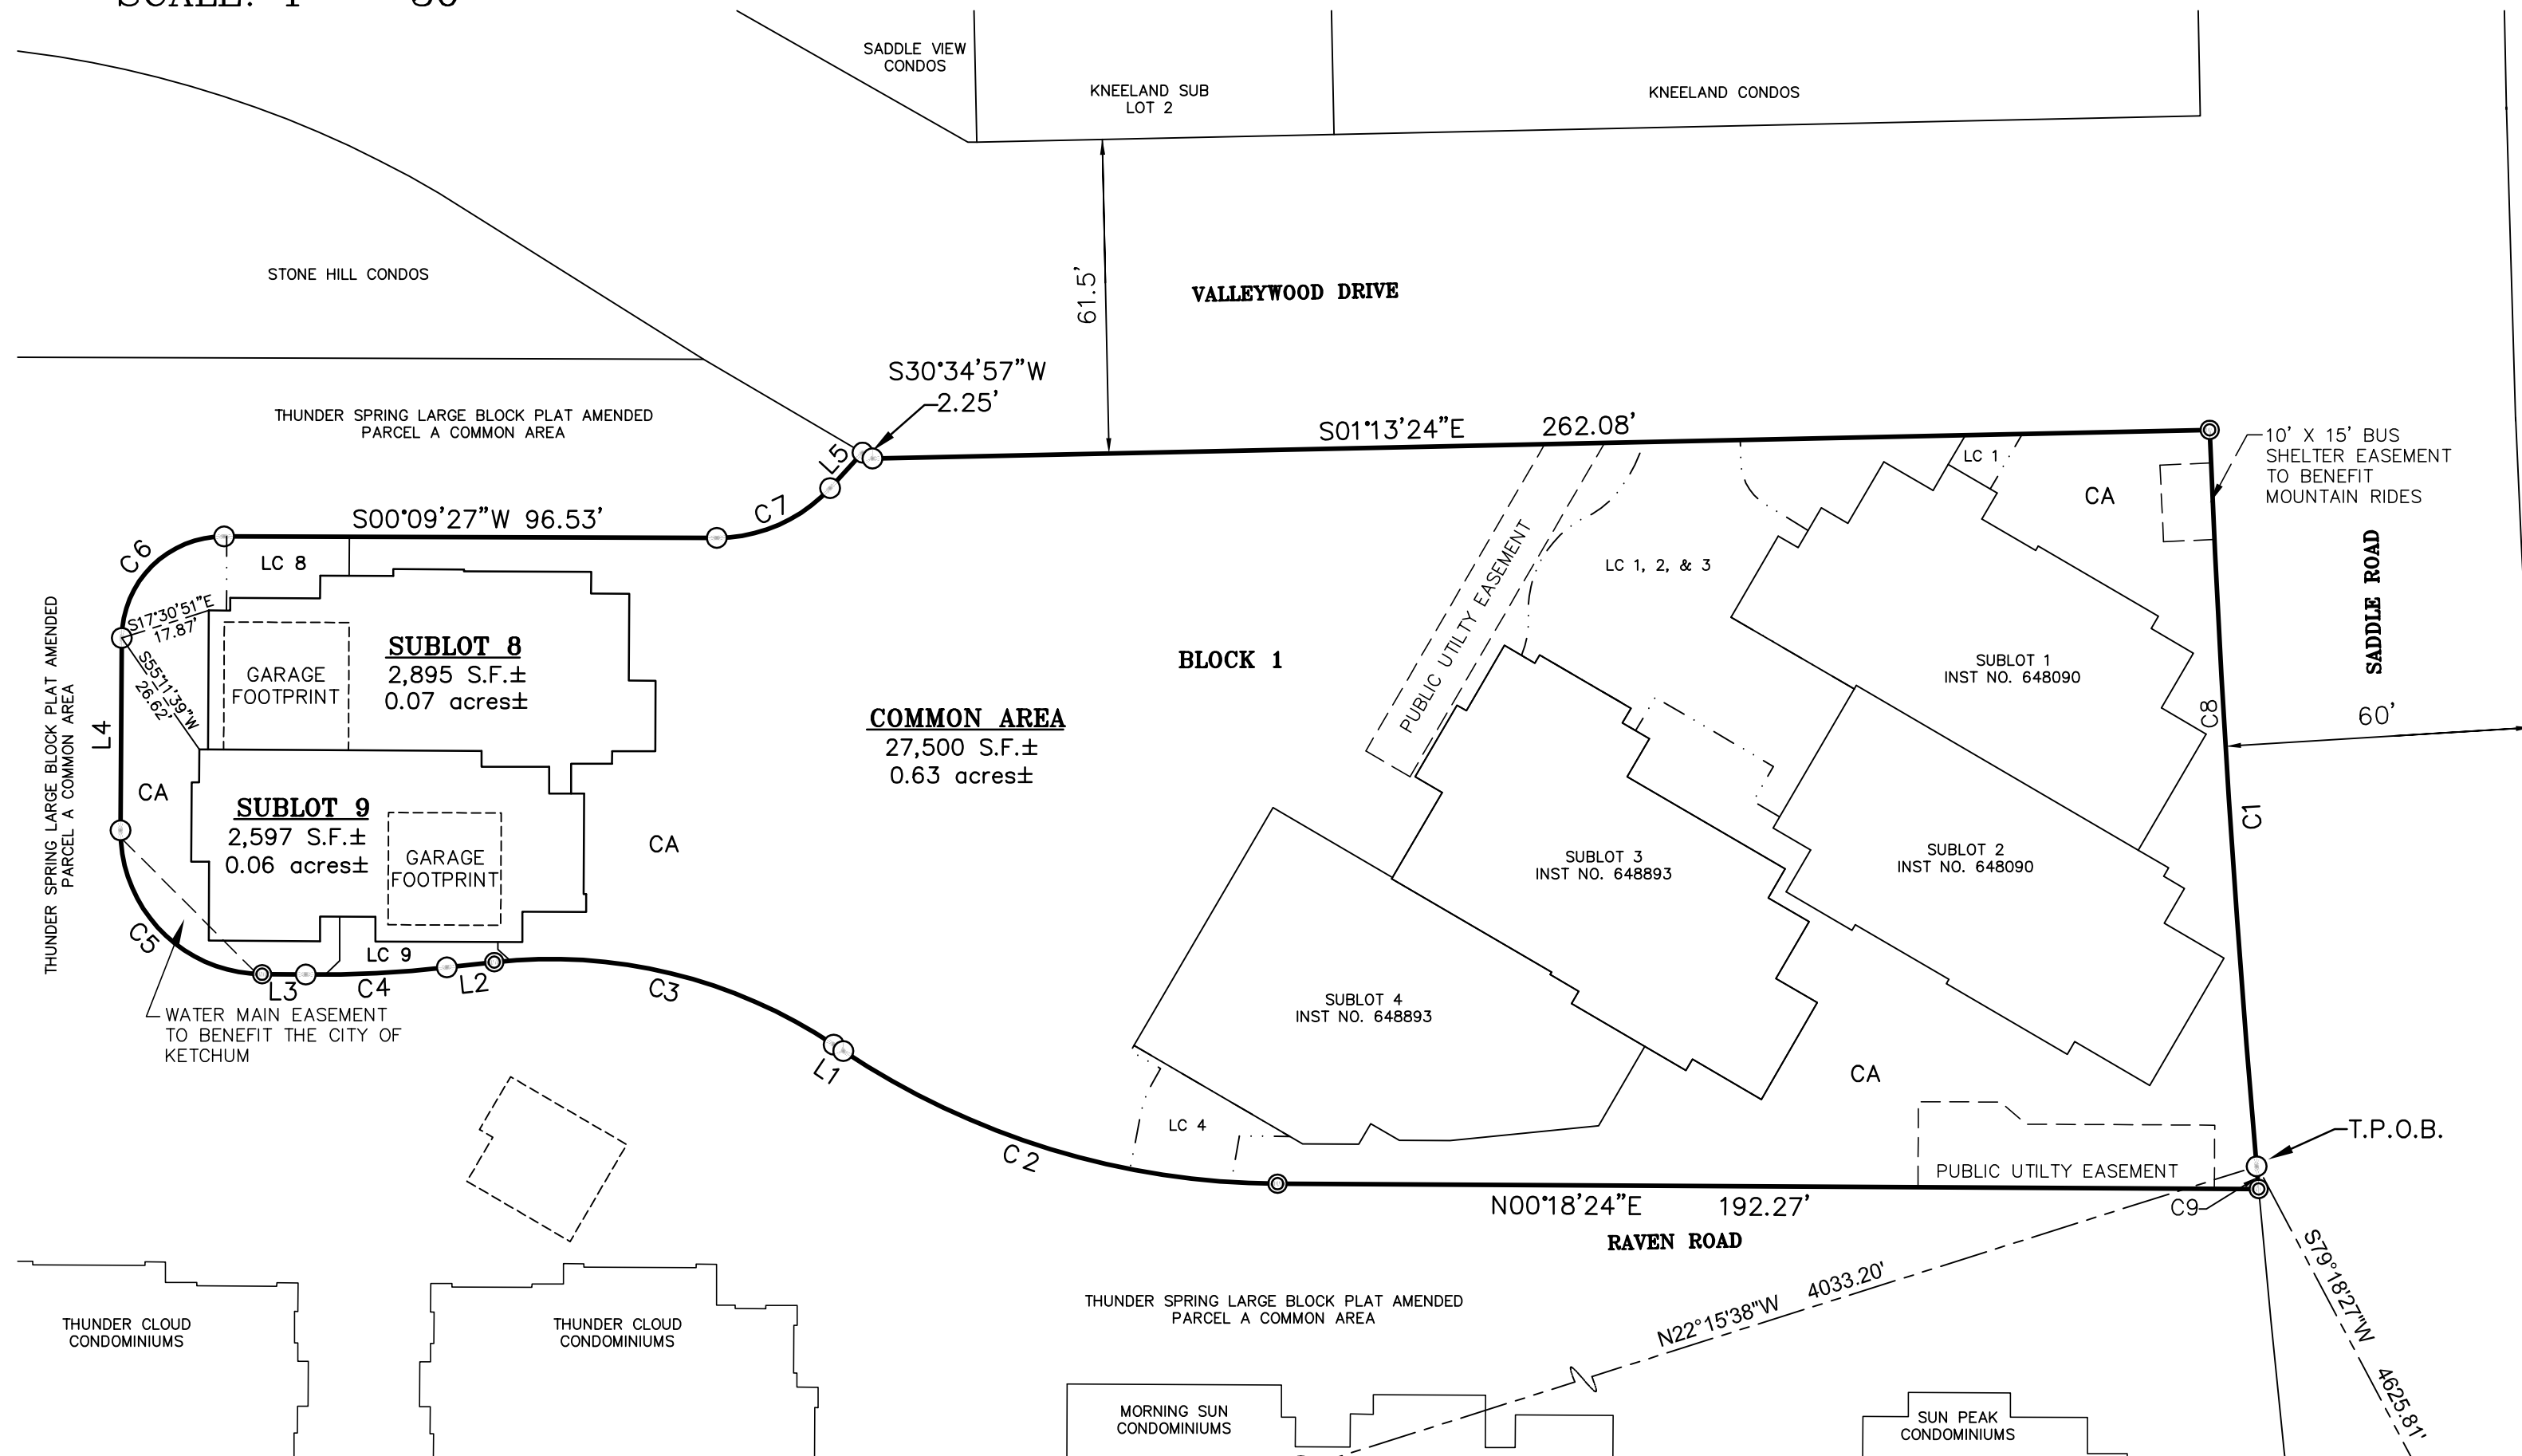 SADDLE VIEW
CONDOS
KNEELAND SUB
LOT 2
KNEELAND CONDOS
STONE HILL CONDOS
61.5'
VALLEYWOOD DRIVE
S30°34'57"W
2.25'
THUNDER SPRING LARGE BLOCK PLAT AMENDED
PARCEL A COMMON AREA
L5
S01°13'24"E 262.08'
10' X 15' BUS
SHELTER EASEMENT
TO BENEFIT
MOUNTAIN RIDES
LC 1
CA
C7
S00°09'27"W 96.53'
C6
LC 8
LC 1, 2, & 3
PUBLIC UTILTY EASEMENT
SADDLE ROAD
S17°30'51"E
17.87'
S55°11'39"W
26.62'
SUBLOT 8
2,895 S.F.±
0.07 acres±
GARAGE
FOOTPRINT
BLOCK 1
SUBLOT 1
INST NO. 648090
COMMON AREA
27,500 S.F.±
0.63 acres±
C8
60'
L4
THUNDER SPRING LARGE BLOCK PLAT AMENDED
PARCEL A COMMON AREA
CA
SUBLOT 9
2,597 S.F.±
0.06 acres±
GARAGE
FOOTPRINT
CA
C1
SUBLOT 3
INST NO. 648893
SUBLOT 2
INST NO. 648090
C5
LC 9
L3
C4
L2
C3
WATER MAIN EASEMENT
TO BENEFIT THE CITY OF
KETCHUM
SUBLOT 4
INST NO. 648893
L1
CA
LC 4
C2
T.P.O.B.
PUBLIC UTILTY EASEMENT
N00°18'24"E 192.27'
C9
RAVEN ROAD
S79°18'27"W 4625.81'
N22°15'38"W 4033.20'
THUNDER SPRING LARGE BLOCK PLAT AMENDED
PARCEL A COMMON AREA
THUNDER CLOUD
CONDOMINIUMS
THUNDER CLOUD
CONDOMINIUMS
MORNING SUN
CONDOMINIUMS
SUN PEAK
CONDOMINIUMS